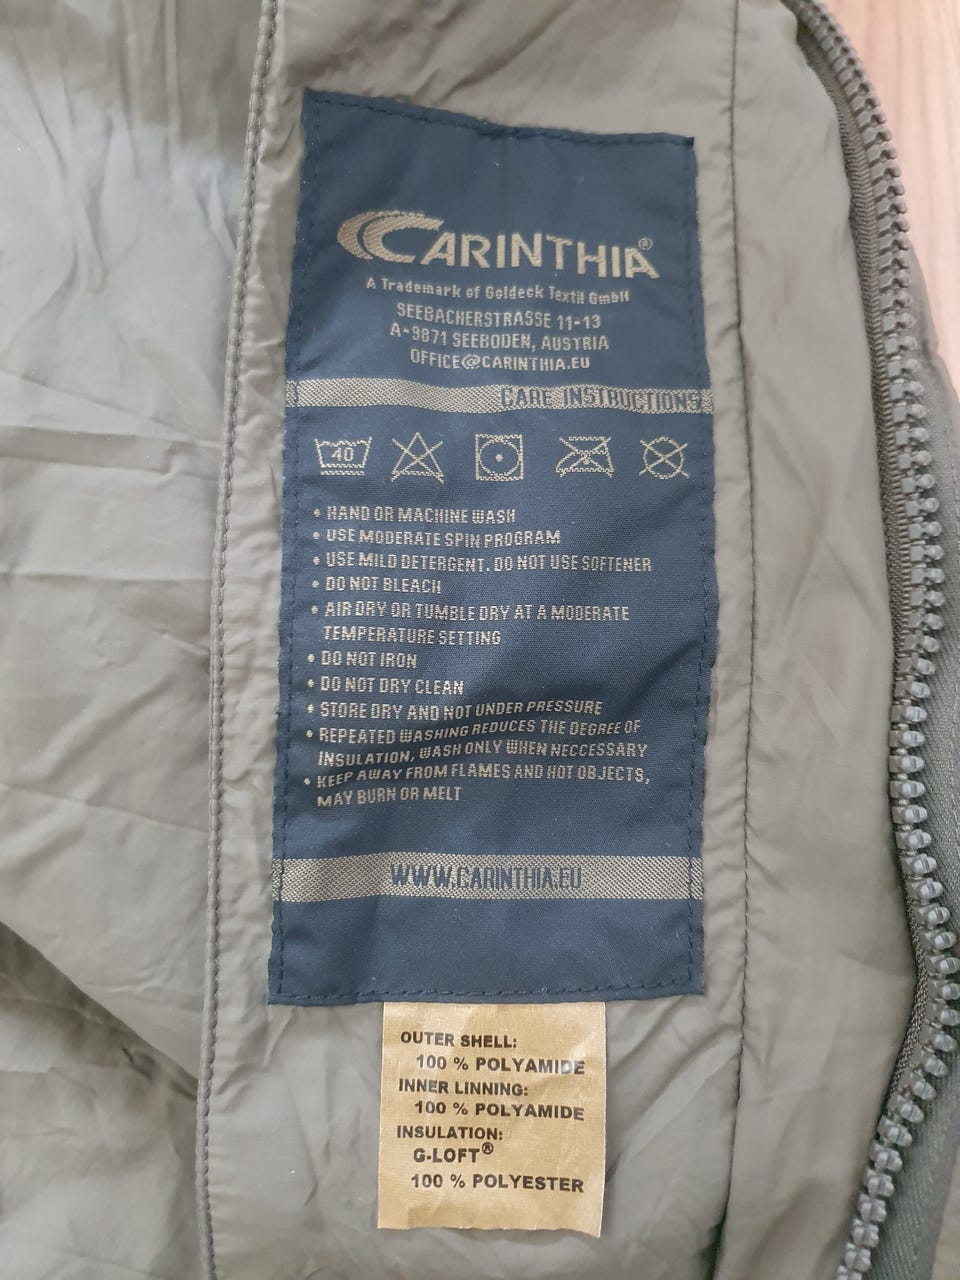 CARINTHIA®
A Trademark of Goldeck Textil GmbH
SEEBACHERSTRASSE 11-13
A-9871 SEEBODEN, AUSTRIA
OFFICE@CARINTHIA.EU
CARE INSTRUCTIONS
40
• HAND OR MACHINE WASH
• USE MODERATE SPIN PROGRAM
• USE MILD DETERGENT. DO NOT USE SOFTENER
• DO NOT BLEACH
• AIR DRY OR TUMBLE DRY AT A MODERATE
TEMPERATURE SETTING
• DO NOT IRON
• DO NOT DRY CLEAN
• STORE DRY AND NOT UNDER PRESSURE
• REPEATED WASHING REDUCES THE DEGREE OF
INSULATION, WASH ONLY WHEN NECCESSARY
• KEEP AWAY FROM FLAMES AND HOT OBJECTS,
MAY BURN OR MELT
WWW.CARINTHIA.EU
OUTER SHELL:
100 % POLYAMIDE
INNER LINNING:
100 % POLYAMIDE
INSULATION:
G-LOFT®
100 % POLYESTER